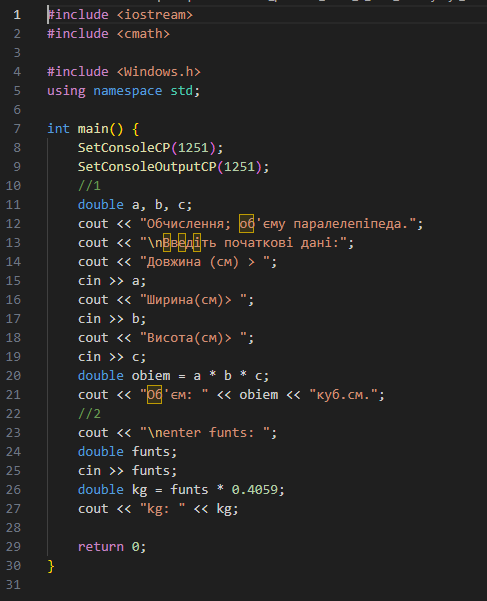 1 #include <iostream>
2 #include <cmath>
3
4 #include <Windows.h>
5 using namespace std;
6
7 int main() {
8     SetConsoleCP(1251);
9     SetConsoleOutputCP(1251);
10     //1
11     double a, b, c;
12     cout << "Обчислення; об'єму паралелепіпеда.";
13     cout << "\nВведіть початкові дані:";
14     cout << "Довжина (см) > ";
15     cin >> a;
16     cout << "Ширина(см)> ";
17     cin >> b;
18     cout << "Висота(см)> ";
19     cin >> c;
20     double obiem = a * b * c;
21     cout << "Об'єм: " << obiem << "куб.см.";
22     //2
23     cout << "\nenter funts: ";
24     double funts;
25     cin >> funts;
26     double kg = funts * 0.4059;
27     cout << "kg: " << kg;
28
29     return 0;
30 }
31